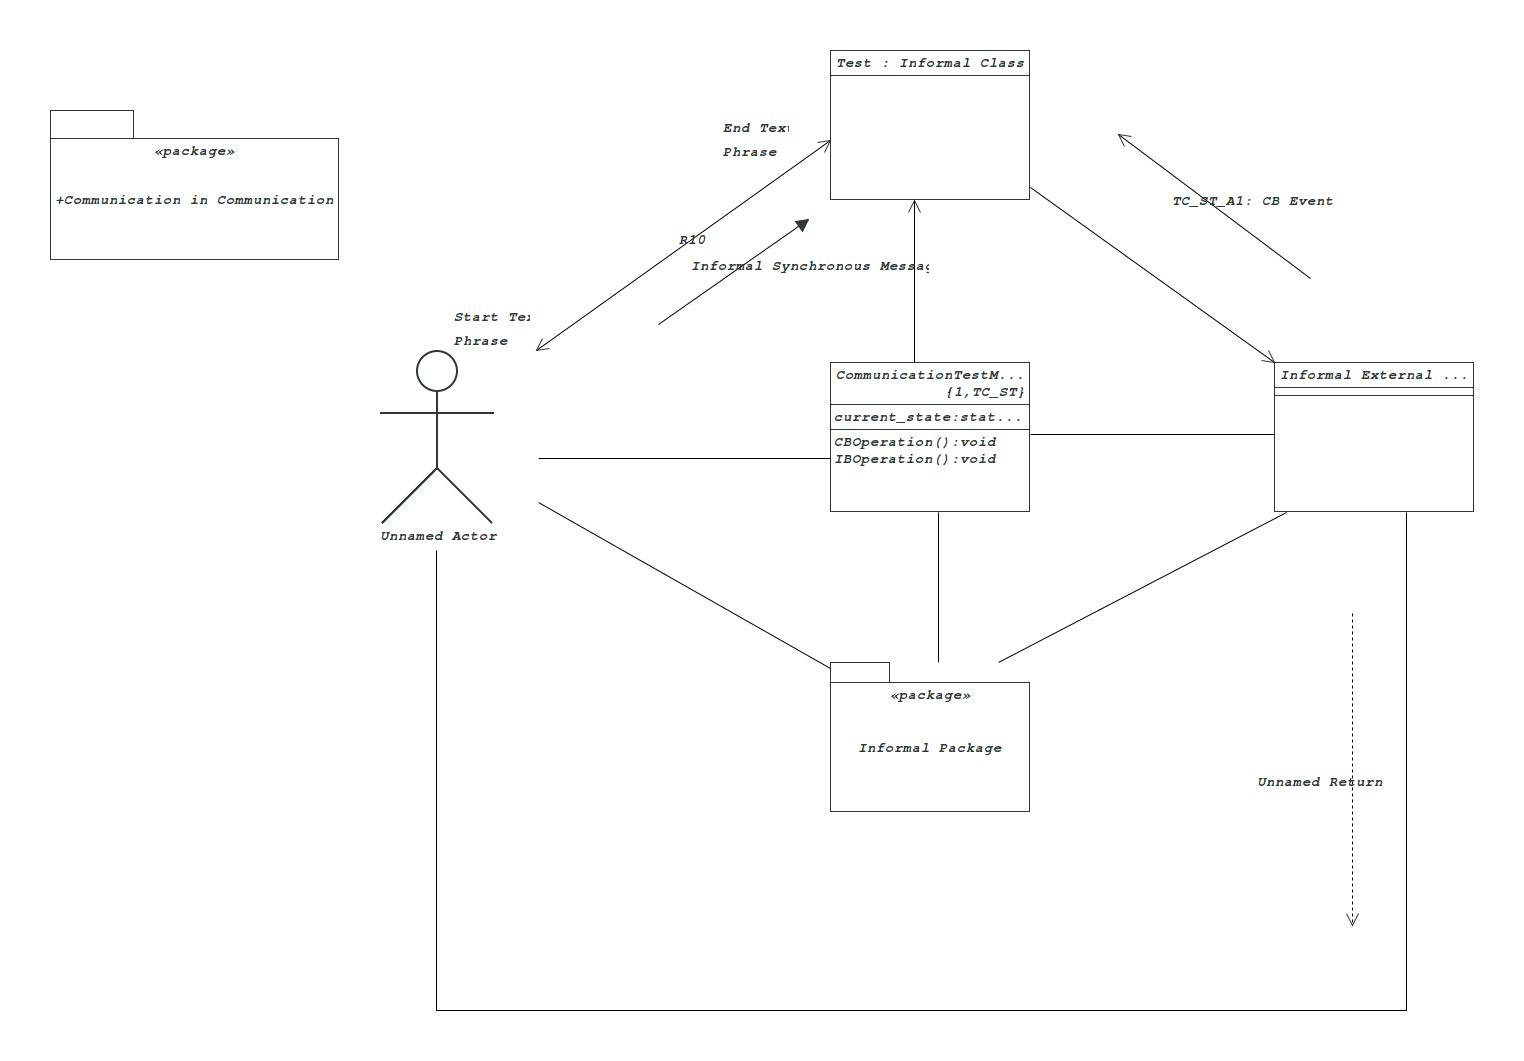 Test : Informal Class
End Text
Phrase
«package»
+Communication in Communication
TC_ST_A1: CB Event
R10
Informal Synchronous Messag
Start Tex
Phrase
CommunicationTestM...
{1,TC_ST}
current_state:stat...
CBOperation():void
IBOperation():void
Informal External ...
Unnamed Actor
«package»
Informal Package
Unnamed Return